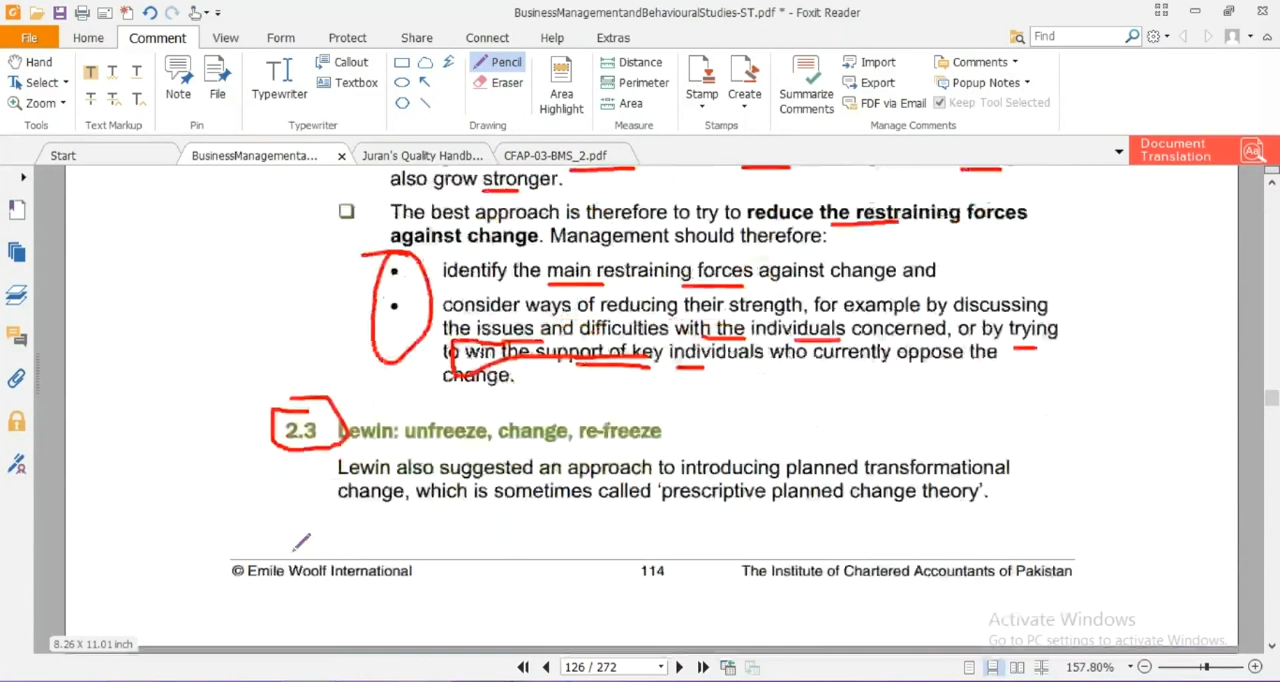 BusinessManagementandBehaviouralStudies-ST.pdf * - Foxit Reader
File Home Comment View Form Protect Share Connect Help Extras Find
Hand Callout Pencil Distance Import Comments
Select Textbox Eraser Perimeter Export Popup Notes
Zoom Note File Typewriter Area Highlight Area Stamp Create Summarize Comments FDF via Email Keep Tool Selected
Tools Text Markup Pin Typewriter Drawing Measure Stamps Manage Comments
Start BusinessManagementa... Juran's Quality Handb... CFAP-03-BMS_2.pdf Document Translation
also grow stronger.
The best approach is therefore to try to reduce the restraining forces
against change. Management should therefore:
• identify the main restraining forces against change and
• consider ways of reducing their strength, for example by discussing
the issues and difficulties with the individuals concerned, or by trying
to win the support of key individuals who currently oppose the
change.
2.3 Lewin: unfreeze, change, re-freeze
Lewin also suggested an approach to introducing planned transformational
change, which is sometimes called ‘prescriptive planned change theory’.
© Emile Woolf International 114 The Institute of Chartered Accountants of Pakistan
Activate Windows
Go to PC settings to activate Windows.
8.26 X 11.01 inch
126 / 272 157.80%